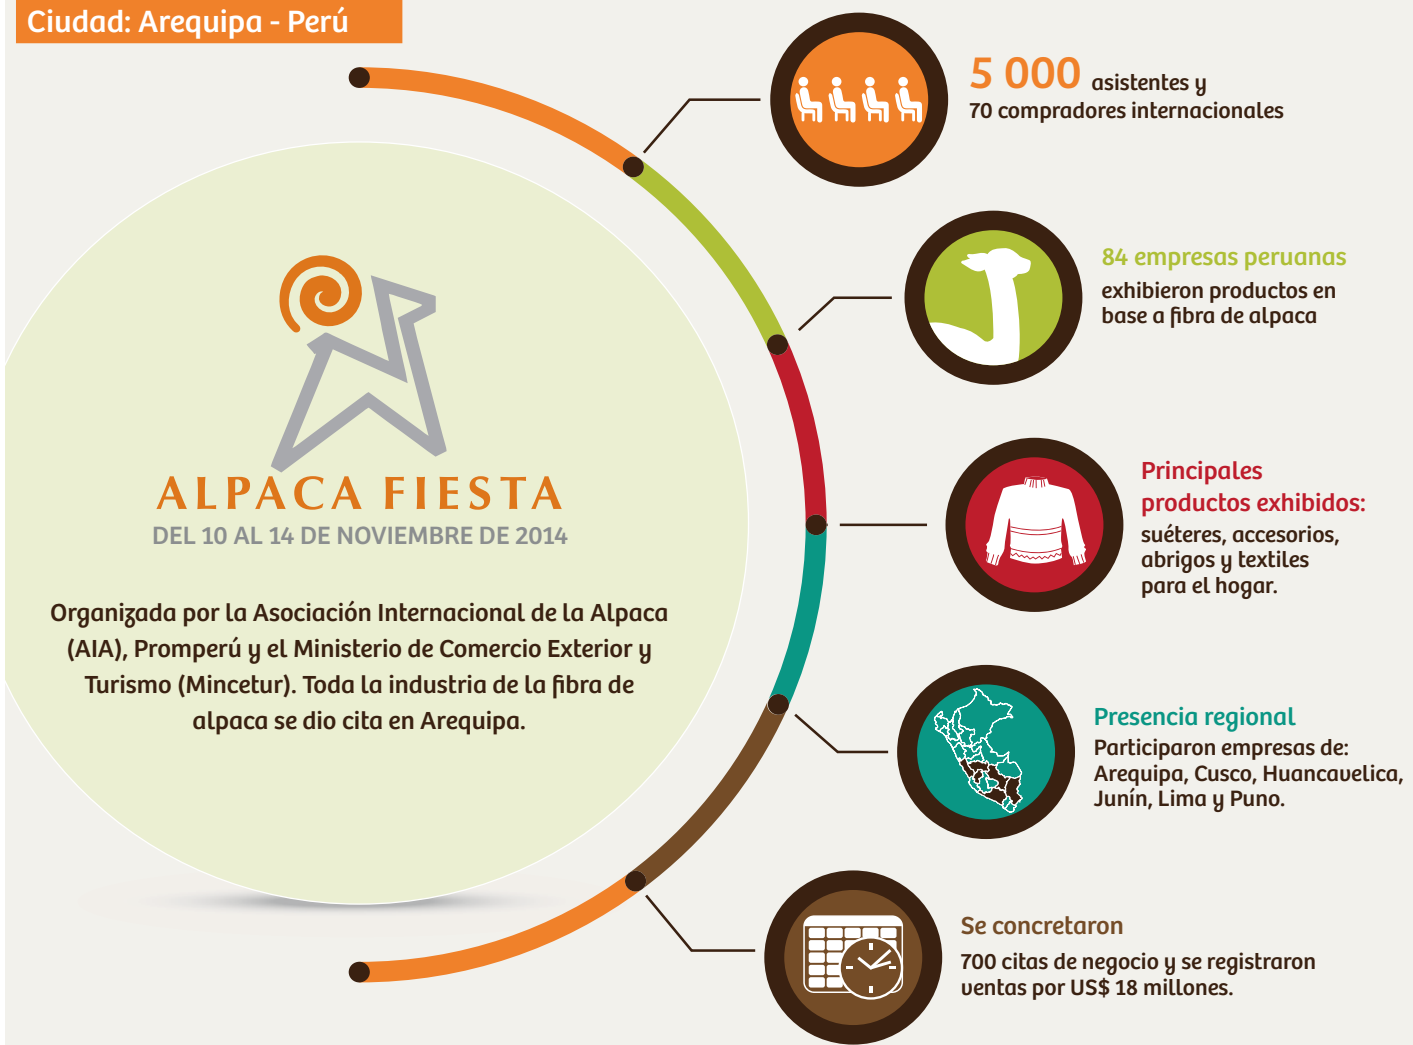 Ciudad: Arequipa - Perú
ALPACA FIESTA
DEL 10 AL 14 DE NOVIEMBRE DE 2014
Organizada por la Asociación Internacional de la Alpaca
(AIA), Promperú y el Ministerio de Comercio Exterior y
Turismo (Mincetur). Toda la industria de la fibra de
alpaca se dio cita en Arequipa.
5 000 asistentes y
70 compradores internacionales
84 empresas peruanas
exhibieron productos en
base a fibra de alpaca
Principales
productos exhibidos:
suéteres, accesorios,
abrigos y textiles
para el hogar.
Presencia regional
Participaron empresas de:
Arequipa, Cusco, Huancavelica,
Junín, Lima y Puno.
Se concretaron
700 citas de negocio y se registraron
ventas por US$ 18 millones.